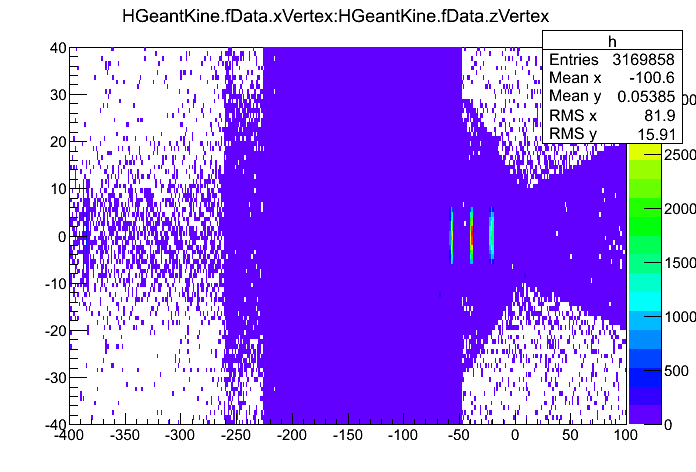 HGeantKine.fData.xVertex:HGeantKine.fData.zVertex
h
Entries 3169858
Mean x -100.6
Mean y 0.05385
RMS x 81.9
RMS y 15.91
40
30
20
10
0
-10
-20
-30
-40
-400 -350 -300 -250 -200 -150 -100 -50 0 50 100
2500
2000
1500
1000
500
0